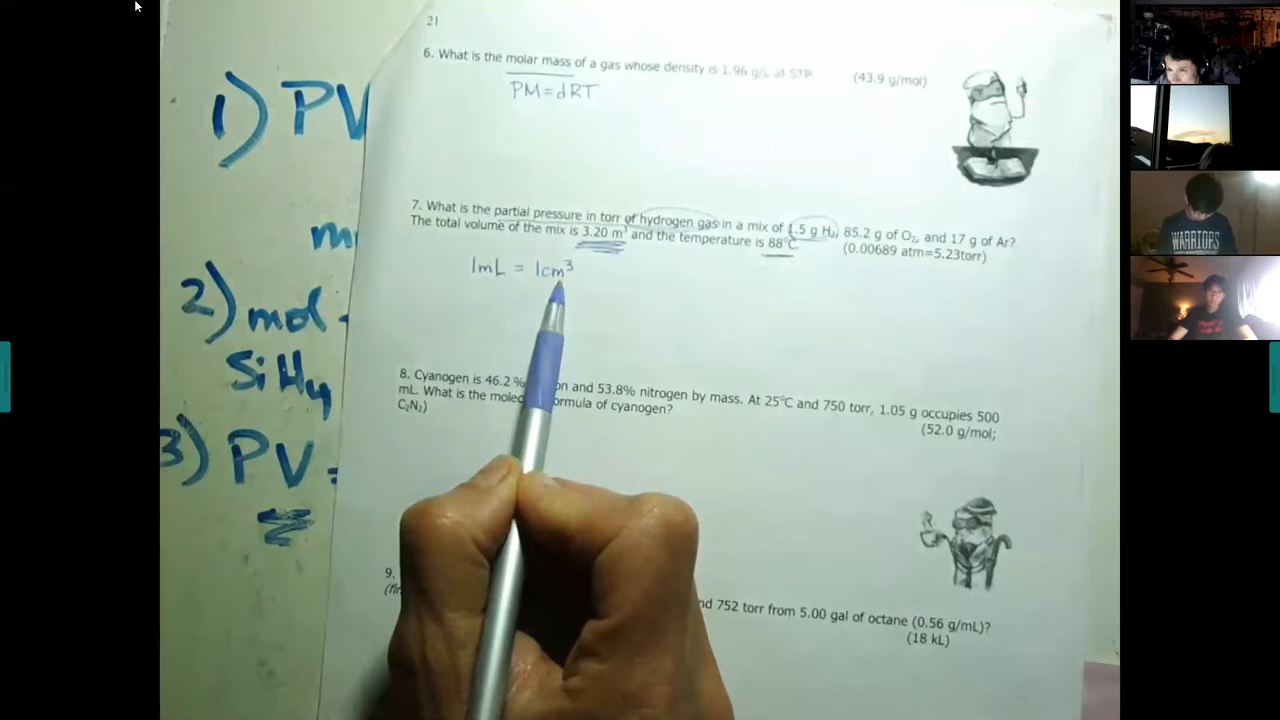 21
6. What is the molar mass of a gas whose density is 1.96 g/L at STP (43.9 g/mol)
PM = dRT
1) PV
7. What is the partial pressure in torr of hydrogen gas in a mix of 1.5 g H₂, 85.2 g of O₂, and 17 g of Ar?
The total volume of the mix is 3.20 m³ and the temperature is 88°C. (0.00689 atm=5.23torr)
1mL = 1cm³
2) mol
SiH₄
8. Cyanogen is 46.2 % on and 53.8% nitrogen by mass. At 25°C and 750 torr, 1.05 g occupies 500
mL. What is the molec ormula of cyanogen? (52.0 g/mol;
C₂N₂)
3) PV =
9.
nd 752 torr from 5.00 gal of octane (0.56 g/mL)?
(18 kL)
WARRIORS